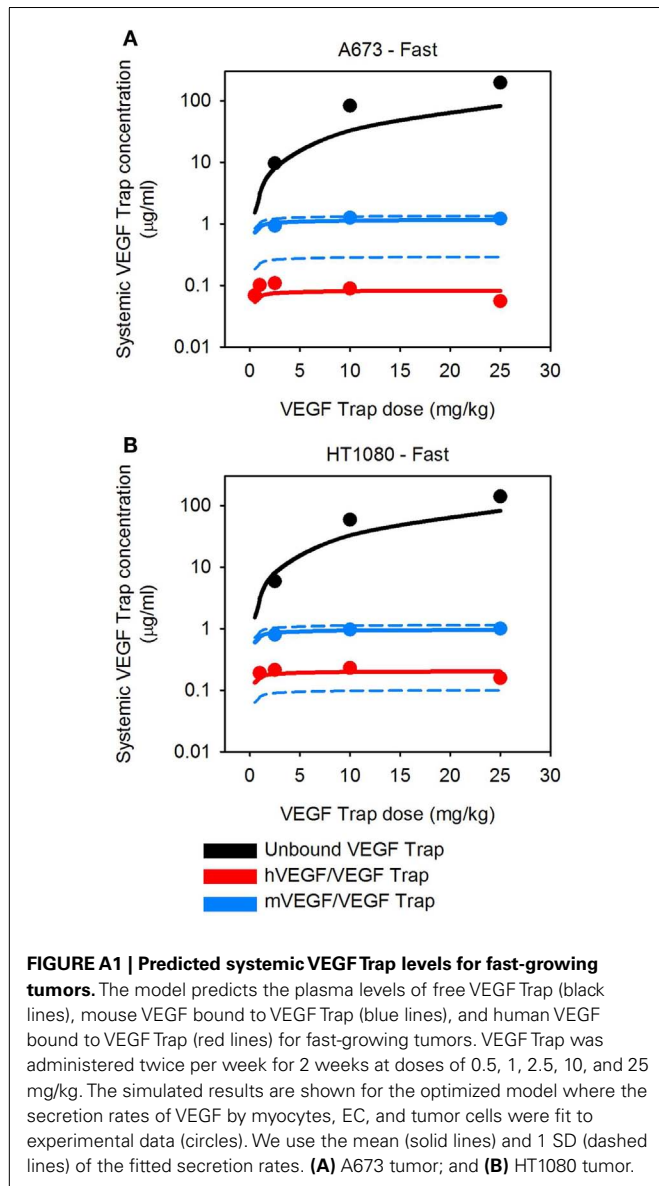 A
A673 - Fast
Systemic VEGF Trap concentration
(µg/ml)
100
10
1
0.1
0.01
0 5 10 15 20 25 30
VEGF Trap dose (mg/kg)
B
HT1080 - Fast
Systemic VEGF Trap concentration
(µg/ml)
100
10
1
0.1
0.01
0 5 10 15 20 25 30
VEGF Trap dose (mg/kg)
Unbound VEGF Trap
hVEGF/VEGF Trap
mVEGF/VEGF Trap
FIGURE A1 | Predicted systemic VEGF Trap levels for fast-growing
tumors. The model predicts the plasma levels of free VEGF Trap (black
lines), mouse VEGF bound to VEGF Trap (blue lines), and human VEGF
bound to VEGF Trap (red lines) for fast-growing tumors. VEGF Trap was
administered twice per week for 2 weeks at doses of 0.5, 1, 2.5, 10, and 25
mg/kg. The simulated results are shown for the optimized model where the
secretion rates of VEGF by myocytes, EC, and tumor cells were fit to
experimental data (circles). We use the mean (solid lines) and 1 SD (dashed
lines) of the fitted secretion rates. (A) A673 tumor; and (B) HT1080 tumor.